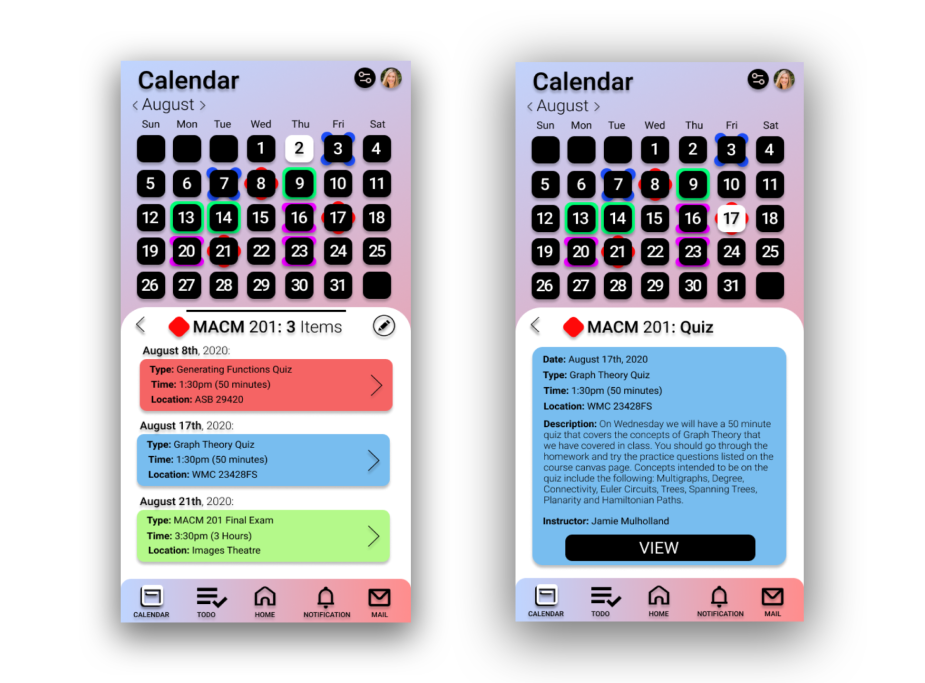 Calendar
< August >
Sun Mon Tue Wed Thu Fri Sat
1 2 3 4
5 6 7 8 9 10 11
12 13 14 15 16 17 18
19 20 21 22 23 24 25
26 27 28 29 30 31
MACM 201: 3 Items
August 8th, 2020:
Type: Generating Functions Quiz
Time: 1:30pm (50 minutes)
Location: ASB 29420
August 17th, 2020:
Type: Graph Theory Quiz
Time: 1:30pm (50 minutes)
Location: WMC 23428FS
August 21th, 2020:
Type: MACM 201 Final Exam
Time: 3:30pm (3 Hours)
Location: Images Theatre
CALENDAR TODO HOME NOTIFICATION MAIL
Calendar
< August >
Sun Mon Tue Wed Thu Fri Sat
1 2 3 4
5 6 7 8 9 10 11
12 13 14 15 16 17 18
19 20 21 22 23 24 25
26 27 28 29 30 31
MACM 201: Quiz
Date: August 17th, 2020
Type: Graph Theory Quiz
Time: 1:30pm (50 minutes)
Location: WMC 23428FS
Description: On Wednesday we will have a 50 minute
quiz that covers the concepts of Graph Theory that
we have covered in class. You should go through the
homework and try the practice questions listed on the
course canvas page. Concepts intended to be on the
quiz include the following: Multigraphs, Degree,
Connectivity, Euler Circuits, Trees, Spanning Trees,
Planarity and Hamiltonian Paths.
Instructor: Jamie Mulholland
VIEW
CALENDAR TODO HOME NOTIFICATION MAIL